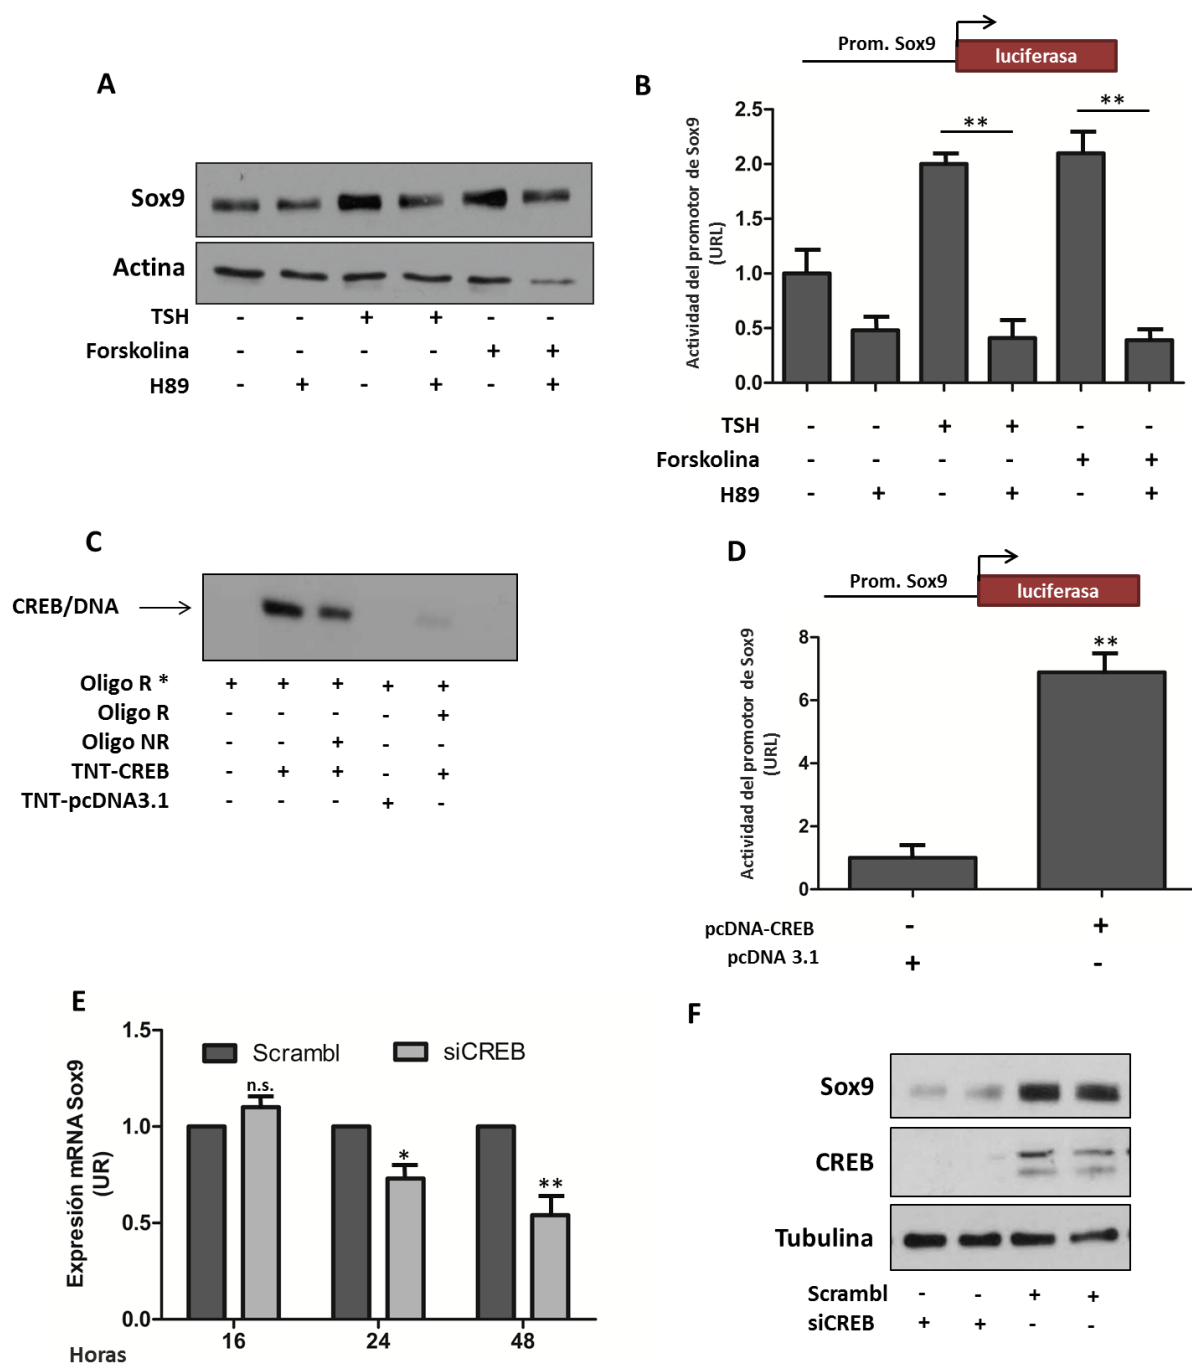 A
Sox9
Actina
TSH - - + + - -
Forskolina - - - - + +
H89 - + - + - +
Prom. Sox9
luciferasa
B
Actividad del promotor de Sox9
(URL)
2.5
2.0
1.5
1.0
0.5
0.0
** **
TSH - - + + - -
Forskolina - - - - + +
H89 - + - + - +
C
CREB/DNA
Oligo R * + + + + +
Oligo R - - - - +
Oligo NR - - + - -
TNT-CREB - + + - +
TNT-pcDNA3.1 - - - + -
D
Prom. Sox9
luciferasa
Actividad del promotor de Sox9
(URL)
8
6
4
2
0
**
pcDNA-CREB - +
pcDNA 3.1 + -
E
Expresión mRNA Sox9
(UR)
1.5
1.0
0.5
0.0
Scrambl siCREB
n.s. * **
16 24 48
Horas
F
Sox9
CREB
Tubulina
Scrambl - - + +
siCREB + + - -